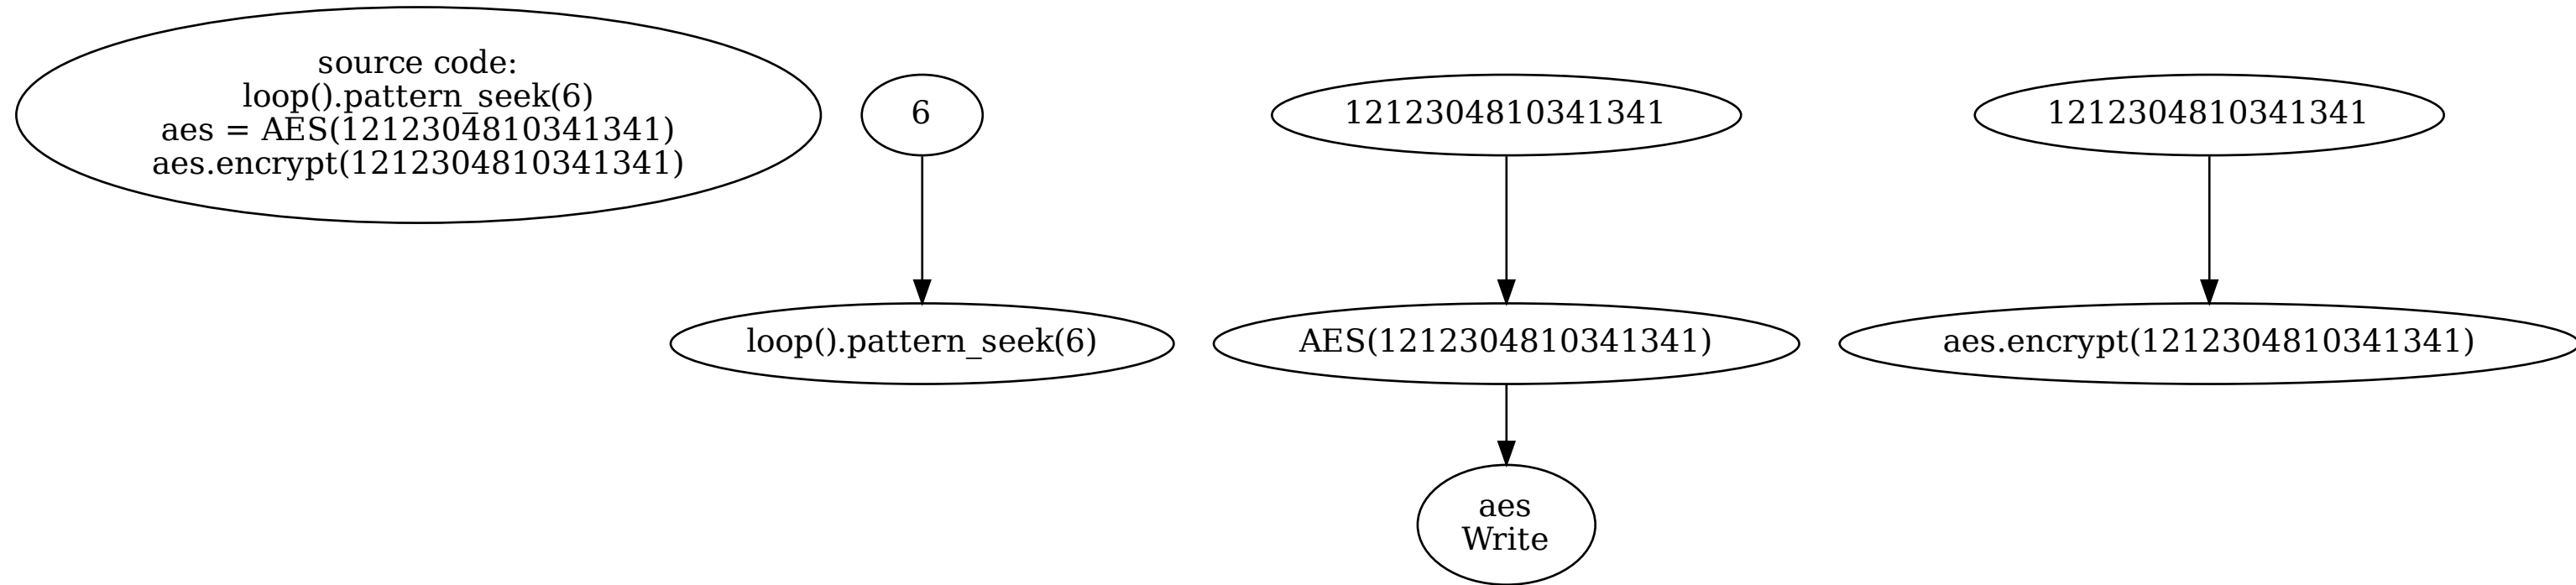 source code:
loop().pattern_seek(6)
aes = AES(1212304810341341)
aes.encrypt(1212304810341341)
6
1212304810341341
1212304810341341
loop().pattern_seek(6)
AES(1212304810341341)
aes.encrypt(1212304810341341)
aes
Write